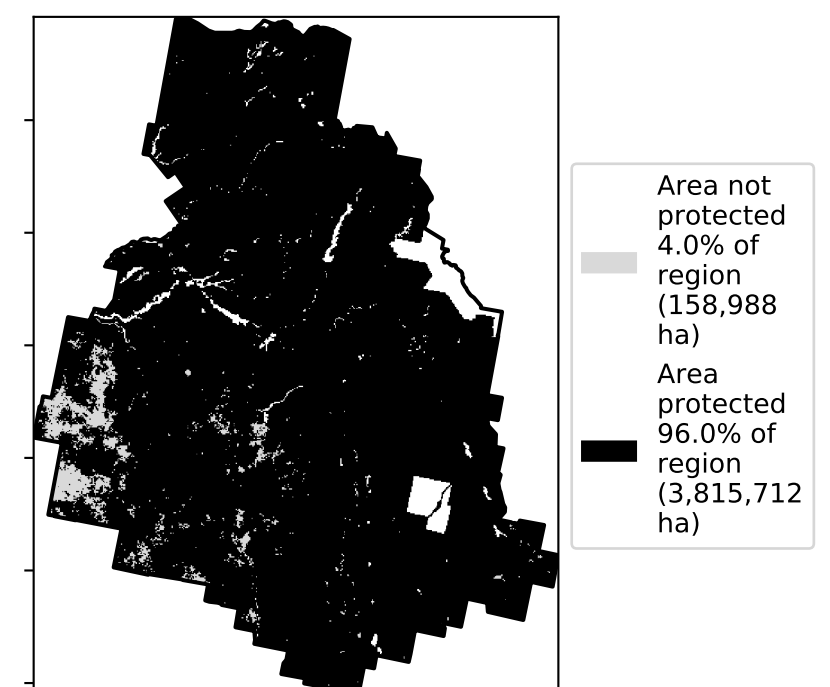 Area not
protected
4.0% of
region
(158,988
ha)
Area
protected
96.0% of
region
(3,815,712
ha)